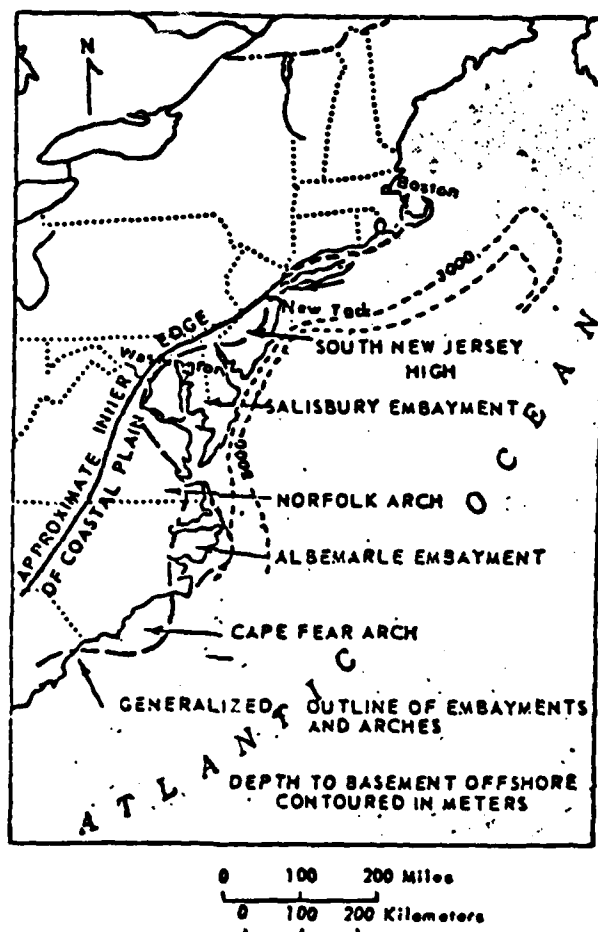 N
Boston
3000
New York
EDGE
SOUTH NEW JERSEY
HIGH
SALISBURY EMBAYMENT
3000
APPROXIMATE INNER
OF COASTAL PLAIN
NORFOLK ARCH
ALBEMARLE EMBAYMENT
CAPE FEAR ARCH
GENERALIZED OUTLINE OF EMBAYMENTS
AND ARCHES
ATLANTIC
OCEAN
DEPTH TO BASEMENT OFFSHORE
CONTOURED IN METERS
0 100 200 Miles
0 100 200 Kilometers